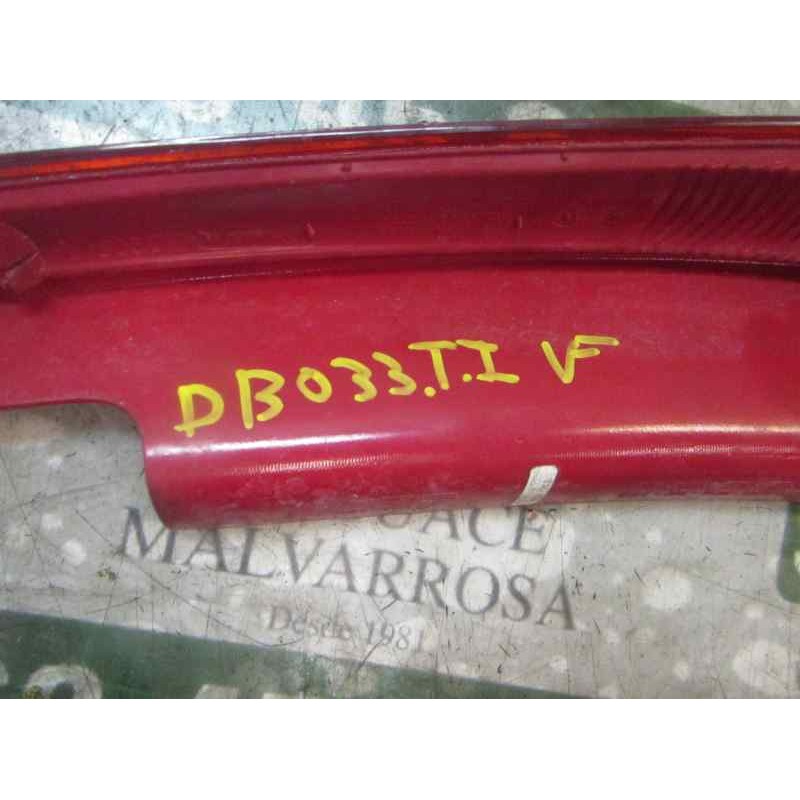 DB033.T.I VF
MALVARROSA
Desde 1981